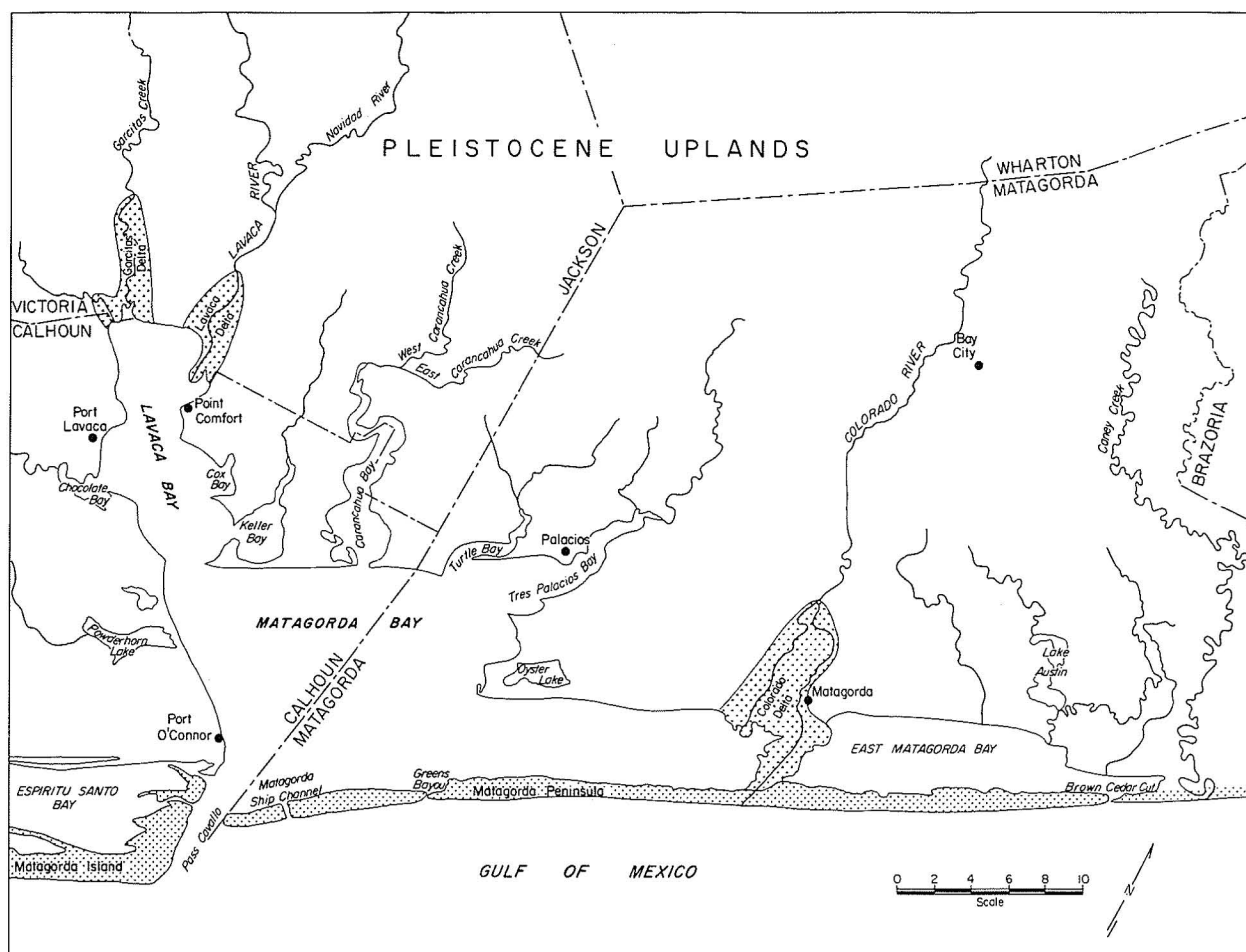 Garcitas Creek
Navidad River
PLEISTOCENE UPLANDS
LAVACA RIVER
WHARTON
MATAGORDA
Garcitas
Delta
Lavaca
Delta
JACKSON
West Carancahua Creek
East Carancahua Creek
VICTORIA
CALHOUN
COLORADO RIVER
Bay
City
Caney Creek
BRAZORIA
Point
Comfort
Port
Lavaca
LAVACA BAY
Chocolate
Bay
Cox
Bay
Keller
Bay
Carancahua Bay
Turtle Bay
Palacios
Tres Palacios Bay
Powderhorn
Lake
MATAGORDA BAY
CALHOUN
MATAGORDA
Oyster
Lake
Colorado
Delta
Matagorda
Lake
Austin
Port
O'Connor
EAST MATAGORDA BAY
ESPIRITU SANTO
BAY
Matagorda
Ship Channel
Greens
Bayou
Matagorda Peninsula
Brown Cedar Cut
Pass Cavallo
Matagorda Island
GULF OF MEXICO
0 2 4 6 8 10
Scale
N